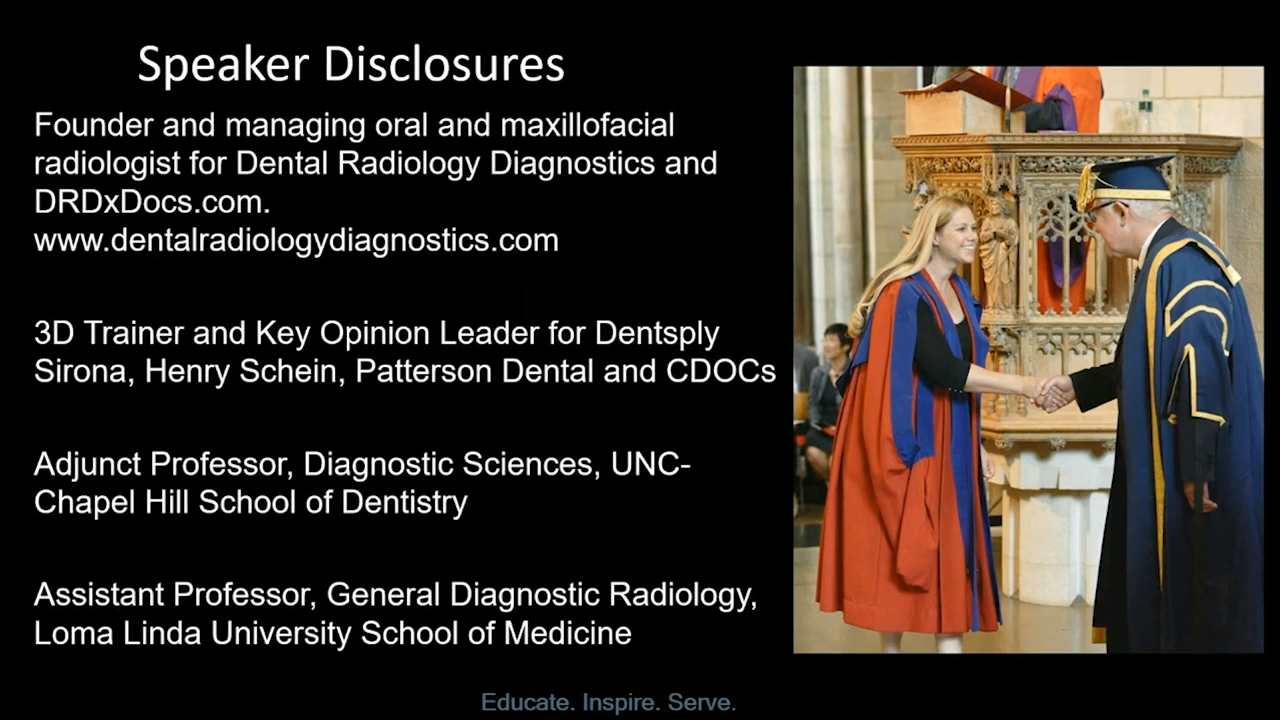 Speaker Disclosures
Founder and managing oral and maxillofacial
radiologist for Dental Radiology Diagnostics and
DRDxDocs.com.
www.dentalradiologydiagnostics.com
3D Trainer and Key Opinion Leader for Dentsply
Sirona, Henry Schein, Patterson Dental and CDOCs
Adjunct Professor, Diagnostic Sciences, UNC-
Chapel Hill School of Dentistry
Assistant Professor, General Diagnostic Radiology,
Loma Linda University School of Medicine
Educate. Inspire. Serve.